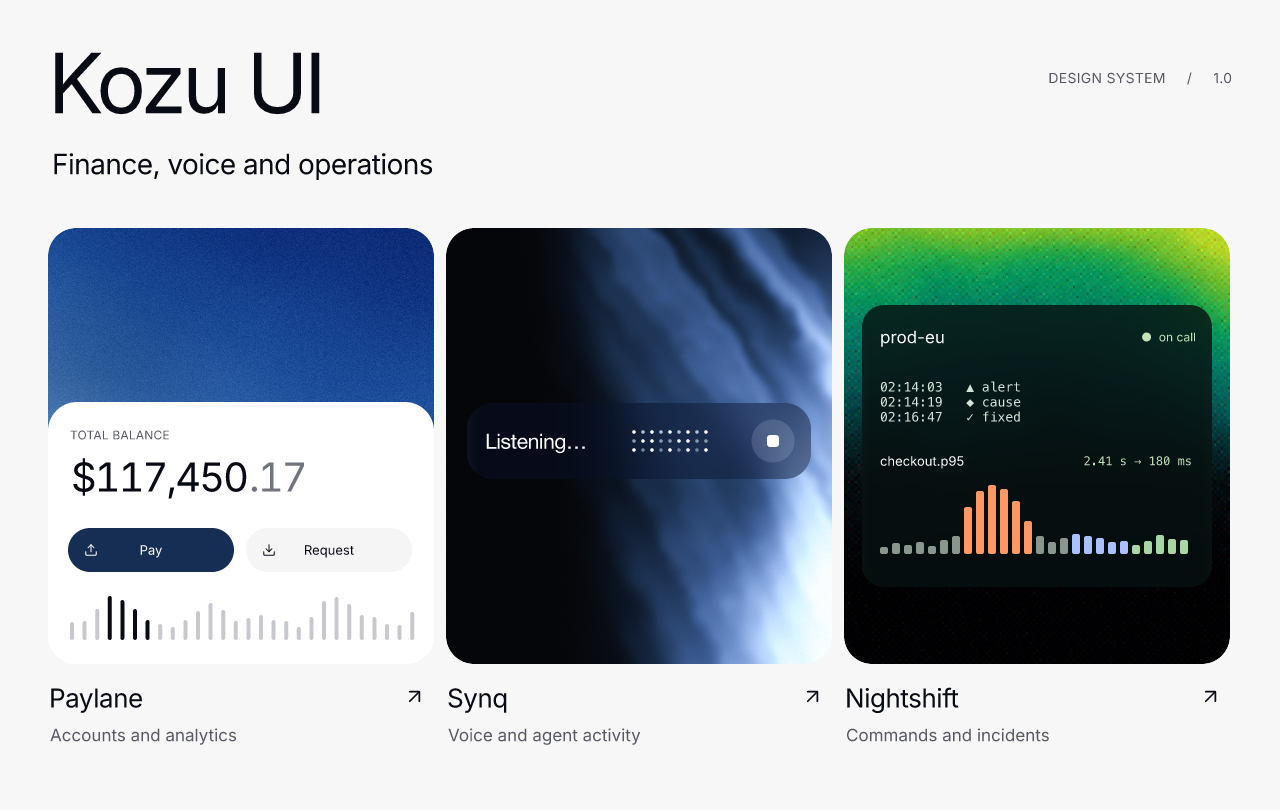 Kozu UI
DESIGN SYSTEM / 1.0
Finance, voice and operations
TOTAL BALANCE
$117,450.17
Pay
Request
Paylane
Accounts and analytics
Listening...
Synq
Voice and agent activity
prod-eu
on call
02:14:03 ▲ alert
02:14:19 ◆ cause
02:16:47 ✓ fixed
checkout.p95
2.41 s → 180 ms
Nightshift
Commands and incidents